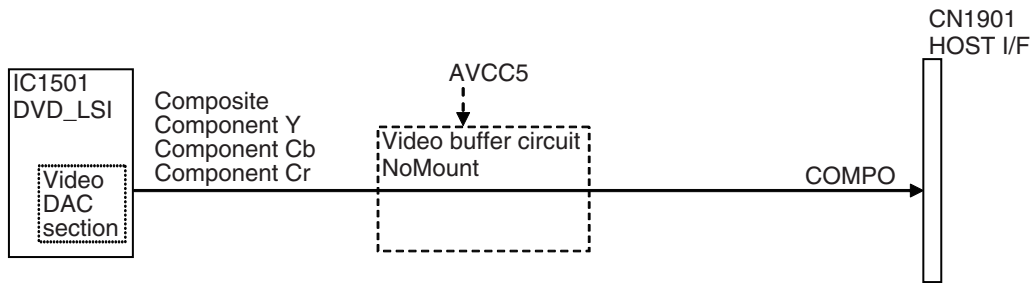 CN1901
HOST I/F
IC1501
DVD_LSI
AVCC5
Composite
Component Y
Component Cb
Component Cr
Video buffer circuit
NoMount
Video
DAC
section
COMPO